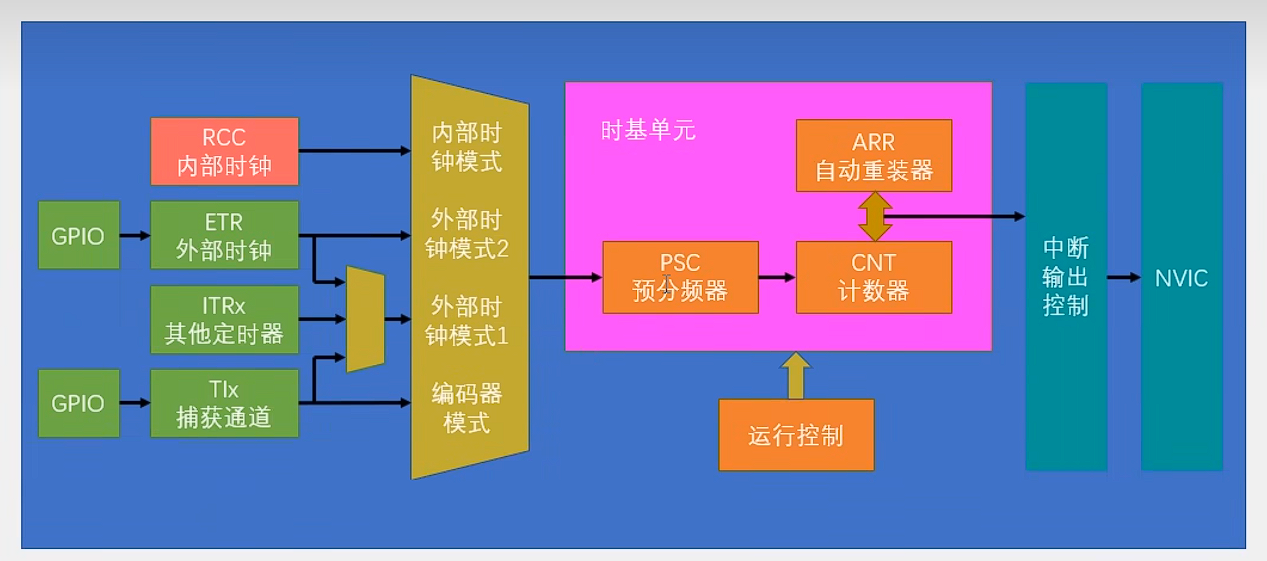 RCC
内部时钟
GPIO
ETR
外部时钟
ITRx
其他定时器
GPIO
TIx
捕获通道
内部时
钟模式
外部时
钟模式2
外部时
钟模式1
编码器
模式
时基单元
ARR
自动重装器
PSC
预分频器
CNT
计数器
运行控制
中断
输出
控制
NVIC